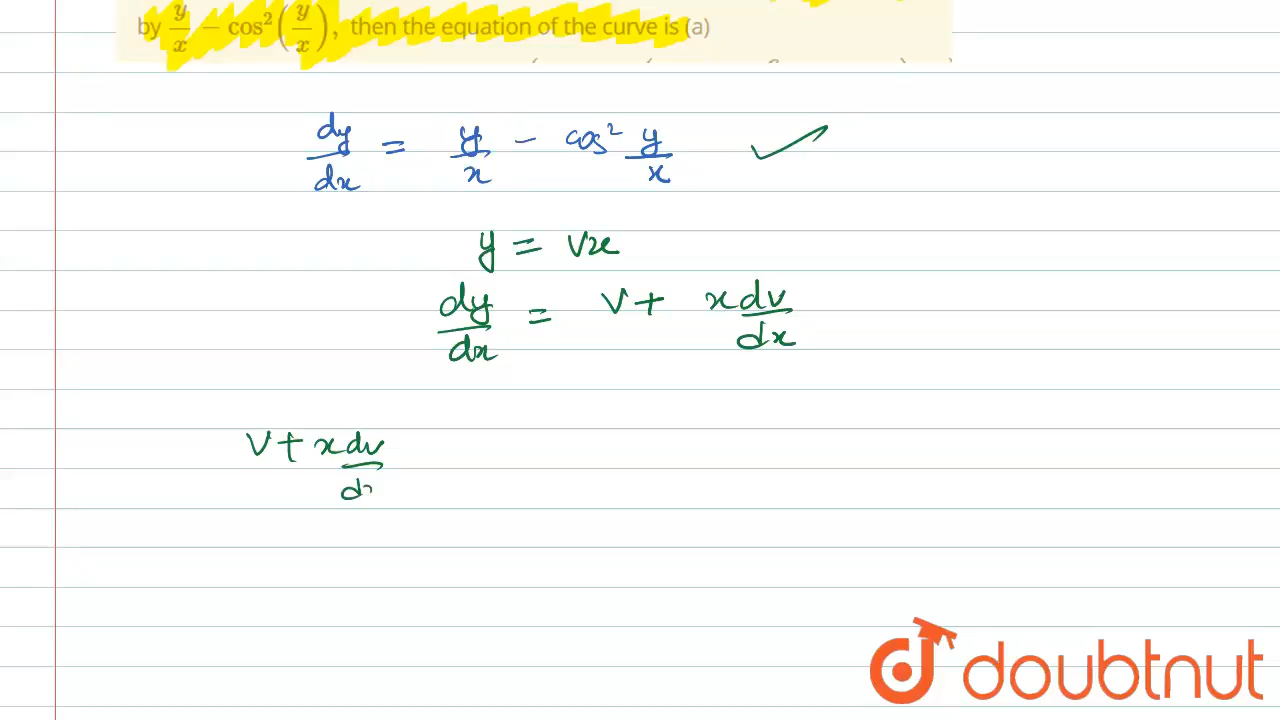 by y/x − cos²(y/x), then the equation of the curve is (a)
dy/dx = y/x − cos² y/x
y = vx
dy/dx = v + x dv/dx
v + x dv/d
doubtnut